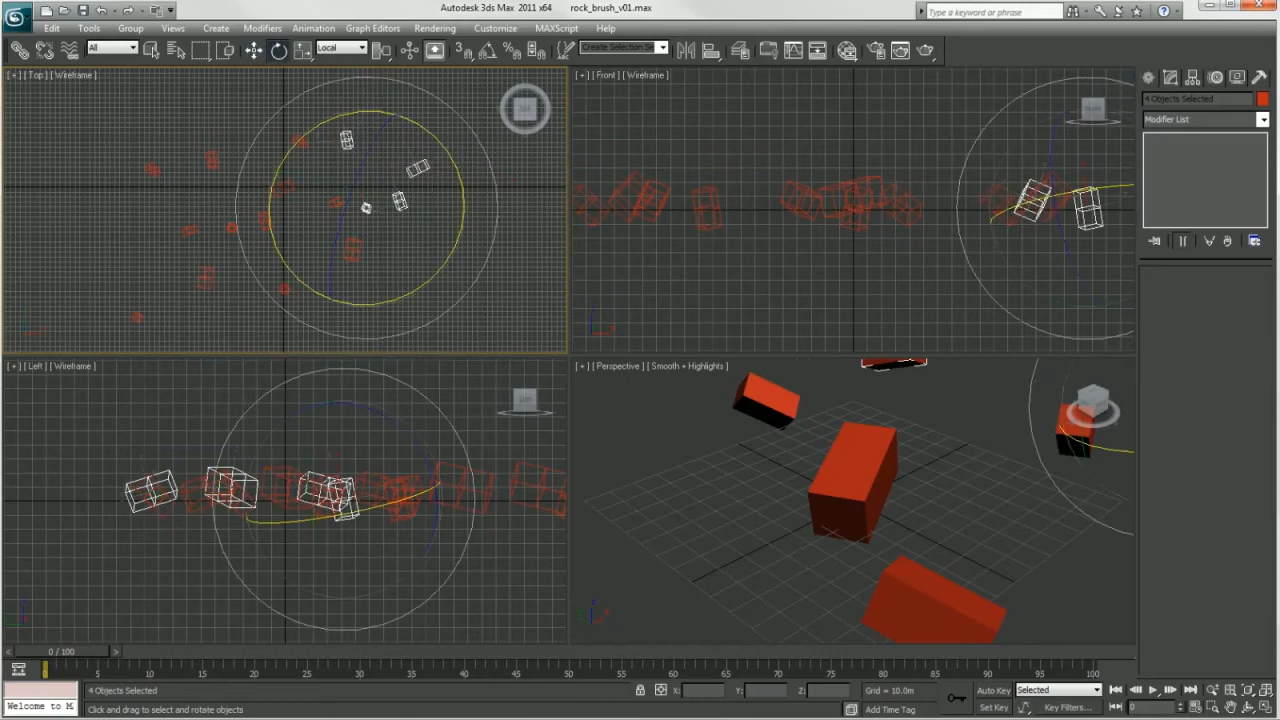 Autodesk 3ds Max 2011 x64 rock_brush_v01.max
Type a keyword or phrase
Edit Tools Group Views Create Modifiers Animation Graph Editors Rendering Customize MAXScript Help
All
Local
Create Selection Se
[ + ] [ Top ] [ Wireframe ]
[ + ] [ Front ] [ Wireframe ]
4 Objects Selected
Modifier List
[ + ] [ Left ] [ Wireframe ]
[ + ] [ Perspective ] [ Smooth + Highlights ]
LEFT
0 / 100
0 5 10 15 20 25 30 35 40 45 50 55 60 65 70 75 80 85 90 95 100
4 Objects Selected
X:
Y:
Z:
Grid = 10.0m
Auto Key
Selected
Welcome to M
Click and drag to select and rotate objects
Add Time Tag
Set Key
Key Filters...
0